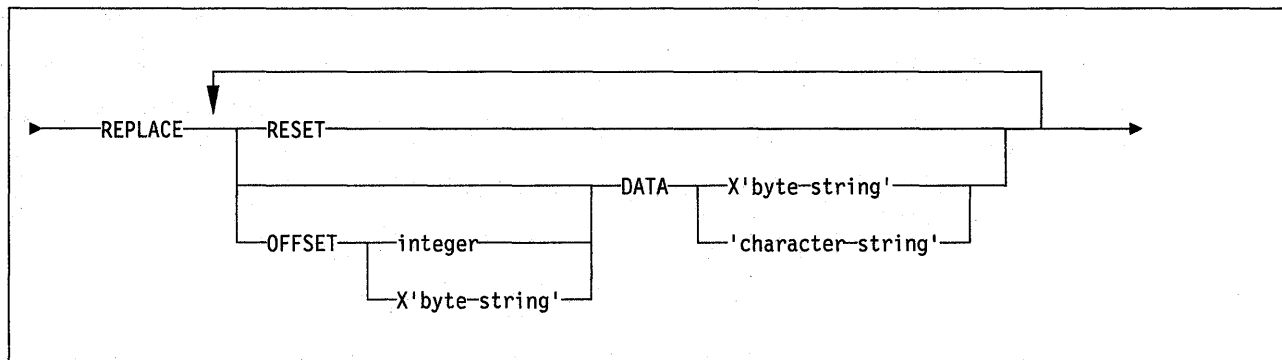 REPLACE RESET
DATA X'byte-string'
OFFSET integer 'character-string'
X'byte-string'